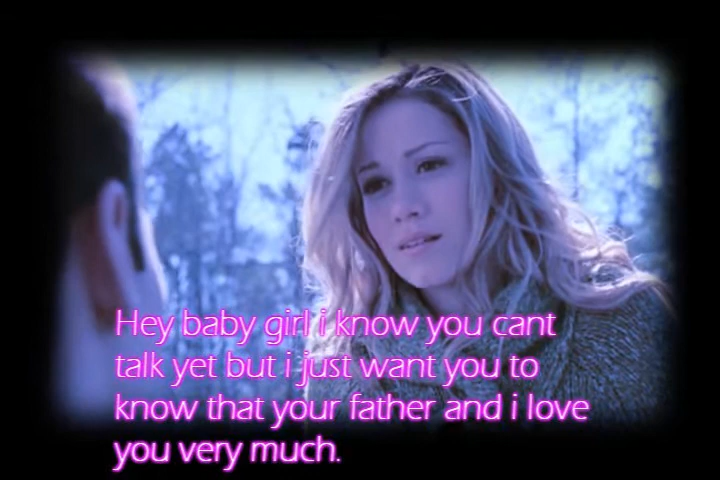 Hey baby girl i know you cant
talk yet but i just want you to
know that your father and i love
you very much.